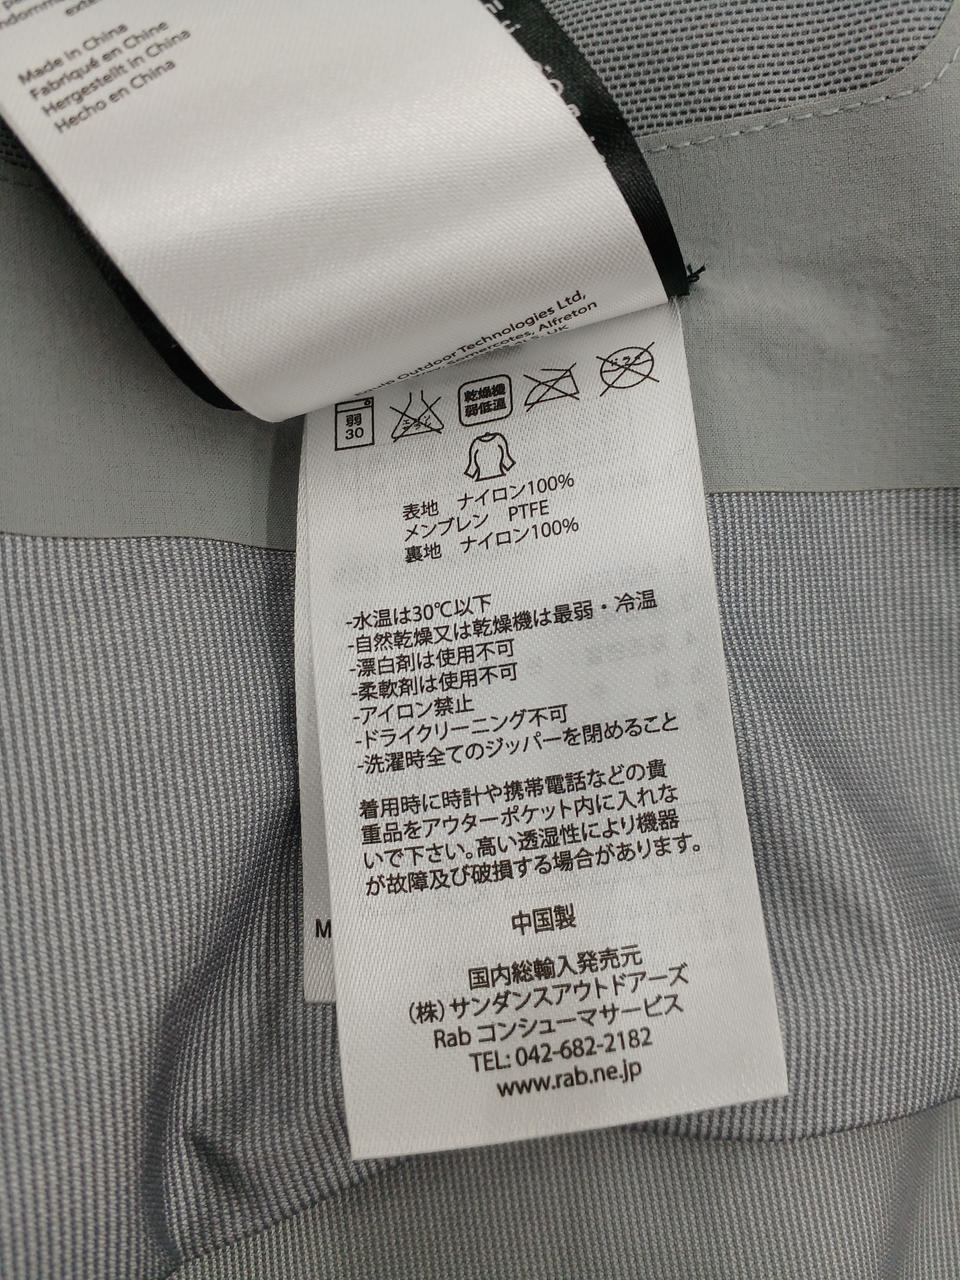 Made in China
Fabriqué en Chine
Hergestellt in China
Hecho en China
Outdoor Technologies Ltd,
Somercotes, Alfreton
UK
弱
30
エンソ
乾燥機
弱低温
ドライ
表地 ナイロン100%
メンブレン PTFE
裏地 ナイロン100%
-水温は30℃以下
-自然乾燥又は乾燥機は最弱・冷温
-漂白剤は使用不可
-柔軟剤は使用不可
-アイロン禁止
-ドライクリーニング不可
-洗濯時全てのジッパーを閉めること
着用時に時計や携帯電話などの貴
重品をアウターポケット内に入れな
いで下さい。高い透湿性により機器
が故障及び破損する場合があります。
M
中国製
国内総輸入発売元
（株）サンダンスアウトドアーズ
Rab コンシューマサービス
TEL: 042-682-2182
www.rab.ne.jp